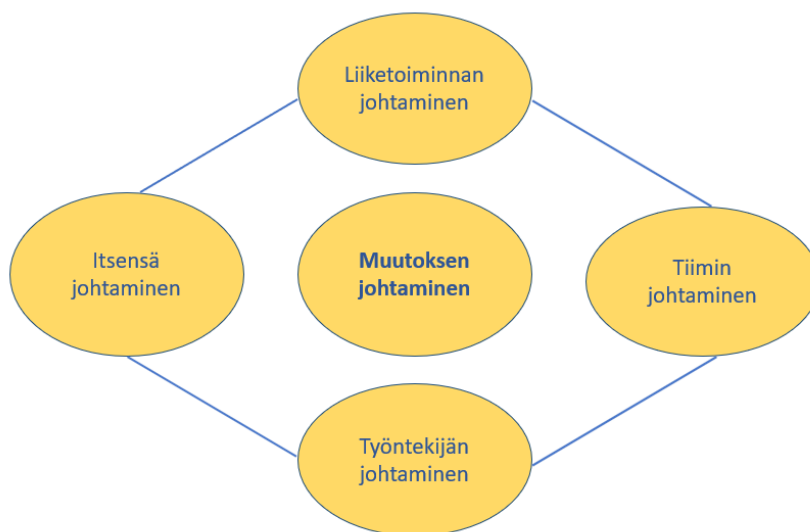 Liiketoiminnan
johtaminen
Itsensä
johtaminen
Muutoksen
johtaminen
Tiimin
johtaminen
Työntekijän
johtaminen